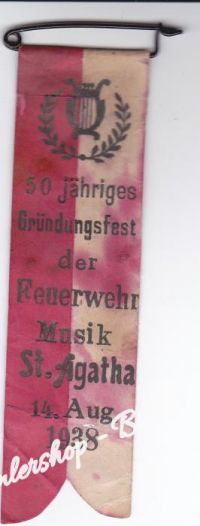 50 jähriges
Gründungsfest
der
Feuerwehr
Musik
St. Agatha
14. Aug.
1938